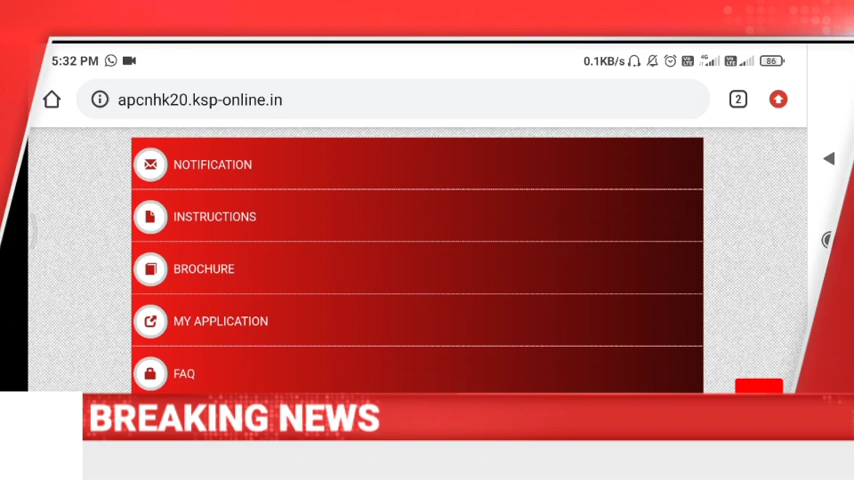 5:32 PM
0.1KB/s 4G 86
apcnhk20.ksp-online.in
2
NOTIFICATION
INSTRUCTIONS
BROCHURE
MY APPLICATION
FAQ
BREAKING NEWS